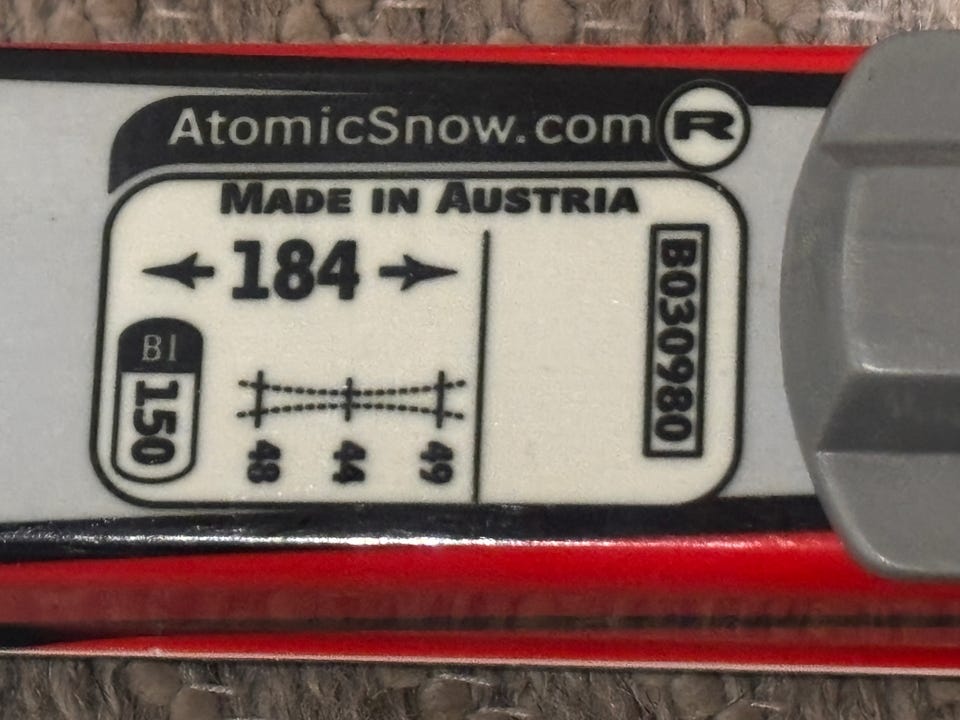 AtomicSnow.com R
MADE IN AUSTRIA
184
B030980
BI
150
48 44 49